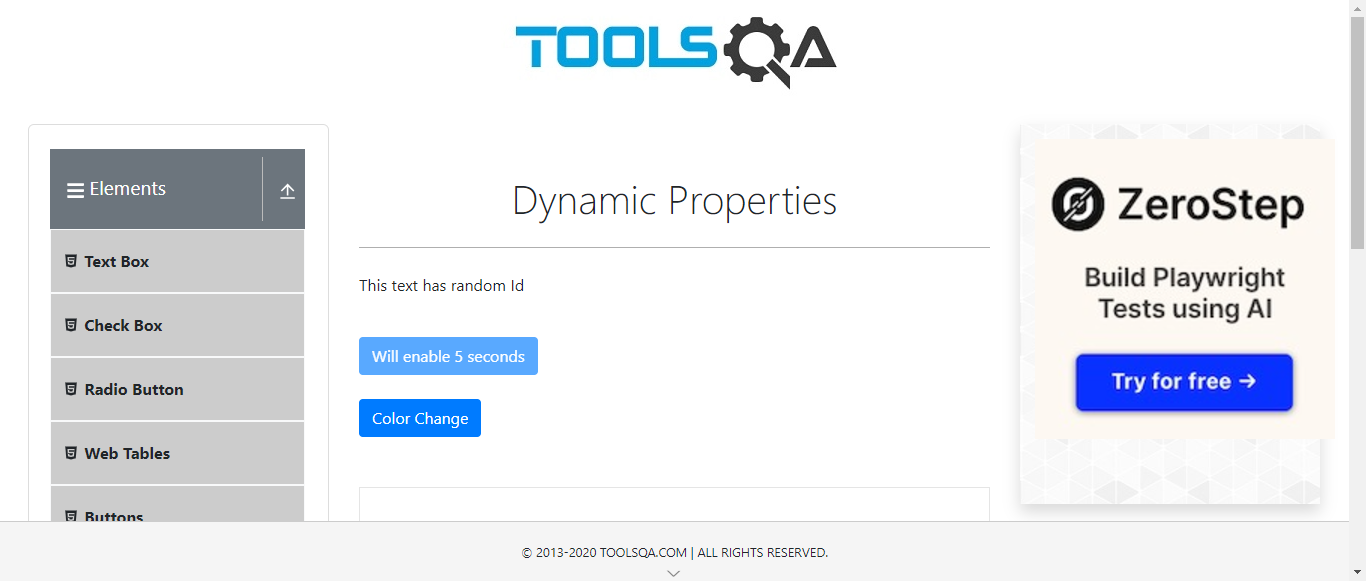 TOOLSQA
Elements
Text Box
Check Box
Radio Button
Web Tables
Buttons
Dynamic Properties
This text has random Id
Will enable 5 seconds
Color Change
ZeroStep
Build Playwright
Tests using AI
Try for free →
© 2013-2020 TOOLSQA.COM | ALL RIGHTS RESERVED.